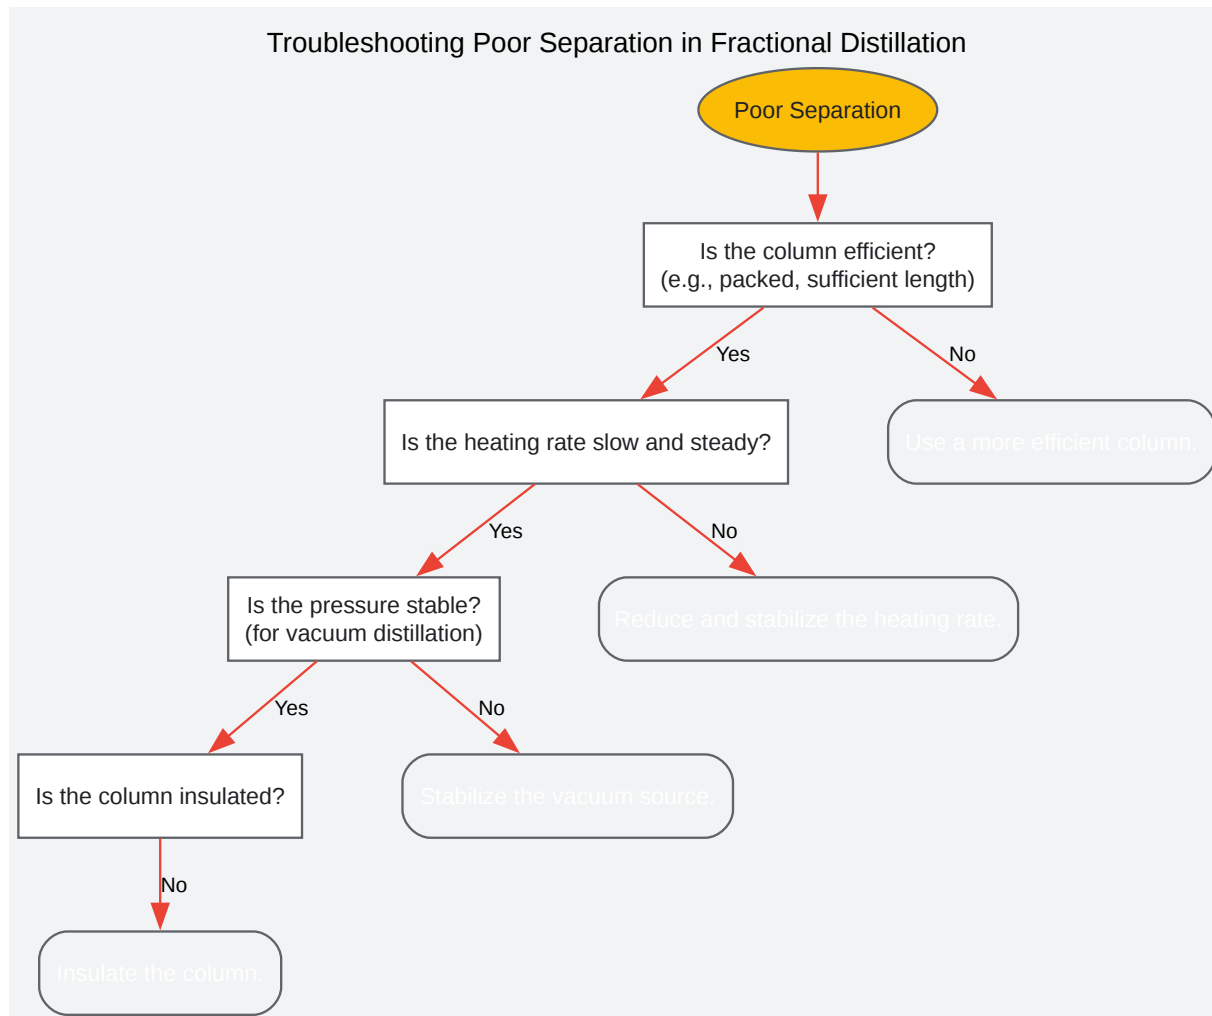 Troubleshooting Poor Separation in Fractional Distillation
Poor Separation
Is the column efficient?
(e.g., packed, sufficient length)
Yes
No
Is the heating rate slow and steady?
Use a more efficient column.
Yes
No
Is the pressure stable?
(for vacuum distillation)
Reduce and stabilize the heating rate.
Yes
No
Is the column insulated?
Stabilize the vacuum source.
No
Insulate the column.